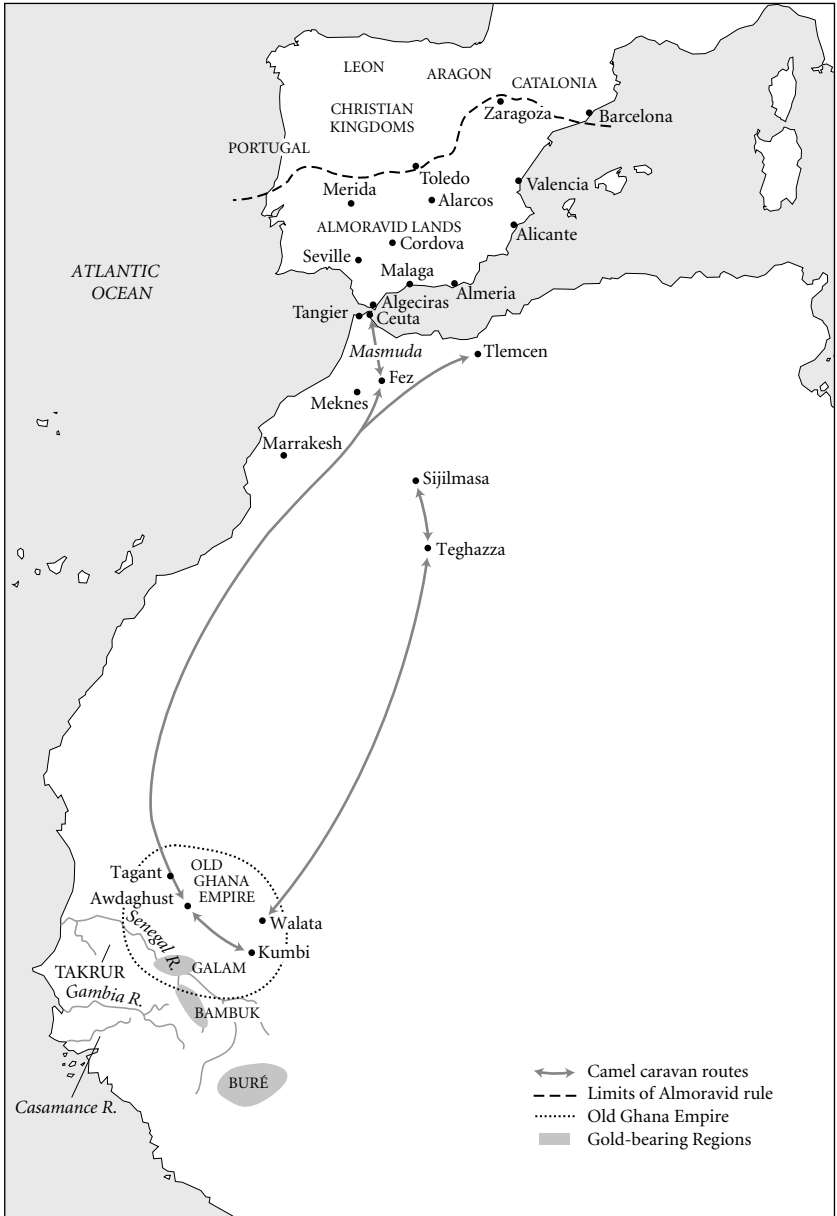 LEON
ARAGON
CATALONIA
CHRISTIAN
KINGDOMS
Zaragoza
Barcelona
PORTUGAL
Toledo
Merida
Valencia
Alarcos
ALMORAVID LANDS
Cordova
Alicante
Seville
ATLANTIC
OCEAN
Malaga
Almeria
Algeciras
Tangier
Ceuta
Masmuda
Tlemcen
Fez
Meknes
Marrakesh
Sijilmasa
Teghazza
Tagant
OLD
GHANA
EMPIRE
Awdaghust
Walata
Senegal R.
Kumbi
GALAM
TAKRUR
Gambia R.
BAMBUK
BURÉ
Casamance R.
Camel caravan routes
Limits of Almoravid rule
Old Ghana Empire
Gold-bearing Regions